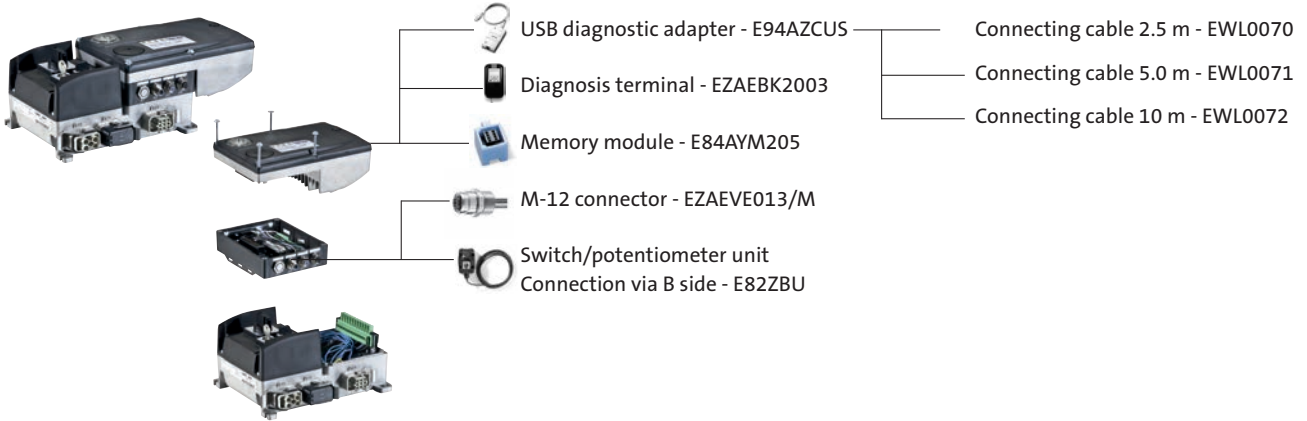 USB diagnostic adapter - E94AZCUS
Connecting cable 2.5 m - EWL0070
Connecting cable 5.0 m - EWL0071
Connecting cable 10 m - EWL0072
Diagnosis terminal - EZAEBK2003
Memory module - E84AYM205
M-12 connector - EZAEVE013/M
Switch/potentiometer unit
Connection via B side - E82ZBU